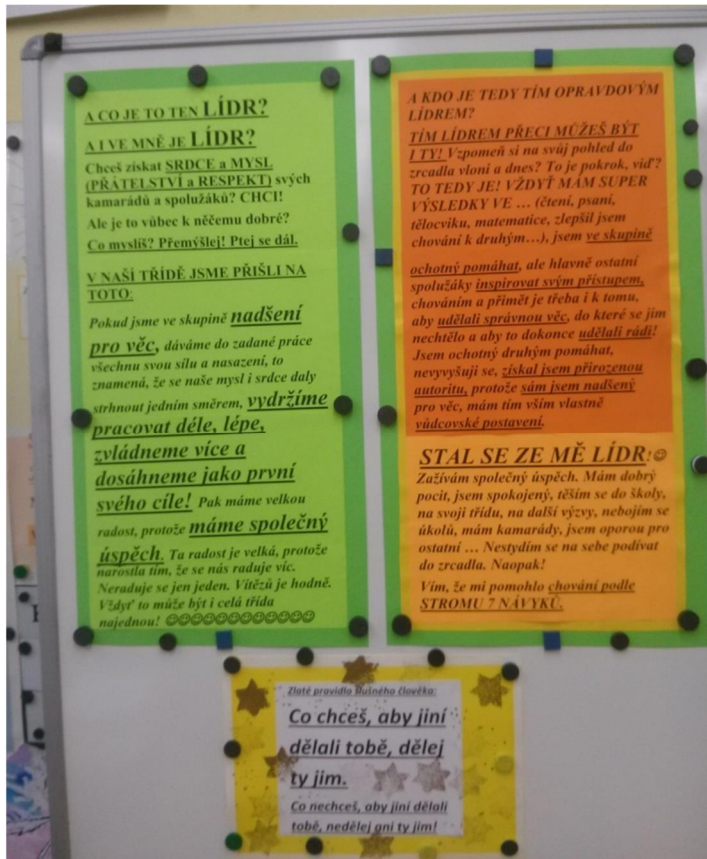 A CO JE TO TEN LÍDR?
A I VE MNĚ JE LÍDR?
Chceš získat SRDCE a MYSL
(PŘÁTELSTVÍ a RESPEKT) svých
kamarádů a spolužáků? CHCI!
Ale je to vůbec k něčemu dobré?
Co myslíš? Přemýšlej! Ptej se dál.
V NAŠÍ TŘÍDĚ JSME PŘIŠLI NA
TOTO:
Pokud jsme ve skupině nadšení
pro věc, dáváme do zadané práce
všechnu svou sílu a nasazení, to
znamená, že se naše mysl i srdce daly
strhnout jedním směrem, vydržíme
pracovat déle, lépe,
zvládneme více a
dosáhneme jako první
svého cíle! Pak máme velkou
radost, protože máme společný
úspěch. Ta radost je velká, protože
narostla tím, že se nás raduje víc.
Neraduje se jen jeden. Vítězů je hodně.
Vždyť to může být i celá třída
najednou! ☺☺☺☺☺☺☺☺☺☺☺☺
A KDO JE TEDY TÍM OPRAVDOVÝM
LÍDREM?
TÍM LÍDREM PŘECI MŮŽEŠ BÝT
I TY! Vzpomeň si na svůj pohled do
zrcadla vloni a dnes? To je pokrok, viď?
TO TEDY JE! VŽDYŤ MÁM SUPER
VÝSLEDKY VE … (čtení, psaní,
tělocviku, matematice, zlepšil jsem
chování k druhým…), jsem ve skupině
ochotný pomáhat, ale hlavně ostatní
spolužáky inspirovat svým přístupem,
chováním a přimět je třeba i k tomu,
aby udělali správnou věc, do které se jim
nechtělo a aby to dokonce udělali rádi!
Jsem ochotný druhým pomáhat,
nevyvyšuji se, získal jsem přirozenou
autoritu, protože sám jsem nadšený
pro věc, mám tím vším vlastně
vůdcovské postavení.
STAL SE ZE MĚ LÍDR!☺
Zažívám společný úspěch. Mám dobrý
pocit, jsem spokojený, těším se do školy,
na svoji třídu, na další výzvy, nebojím se
úkolů, mám kamarády, jsem oporou pro
ostatní … Nestydím se na sebe podívat
do zrcadla. Naopak!
Vím, že mi pomohlo chování podle
STROMU 7 NÁVYKŮ.
Zlaté pravidlo slušného člověka:
Co chceš, aby jiní
dělali tobě, dělej
ty jim.
Co nechceš, aby jiní dělali
tobě, nedělej ani ty jim!